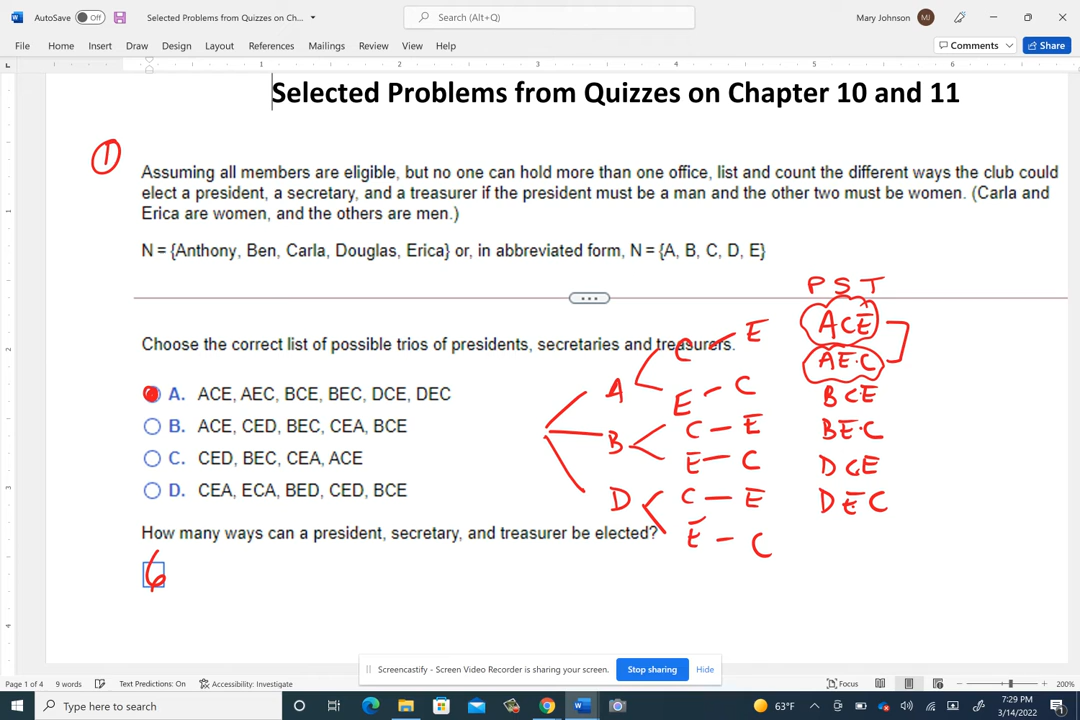 AutoSave Off Selected Problems from Quizzes on Ch... Search (Alt+Q) Mary Johnson MJ
File Home Insert Draw Design Layout References Mailings Review View Help Comments Share
1 2 3 4 5 6
Selected Problems from Quizzes on Chapter 10 and 11
1
Assuming all members are eligible, but no one can hold more than one office, list and count the different ways the club could
elect a president, a secretary, and a treasurer if the president must be a man and the other two must be women. (Carla and
Erica are women, and the others are men.)
N = {Anthony, Ben, Carla, Douglas, Erica} or, in abbreviated form, N = {A, B, C, D, E}
Choose the correct list of possible trios of presidents, secretaries and treasurers.
A. ACE, AEC, BCE, BEC, DCE, DEC
B. ACE, CED, BEC, CEA, BCE
C. CED, BEC, CEA, ACE
D. CEA, ECA, BED, CED, BCE
How many ways can a president, secretary, and treasurer be elected?
6
A C – E
E – C
B C – E
E – C
D C – E
E – C
P S T
ACE
AE·C
BCE
BE·C
DCE
DEC
Screencastify - Screen Video Recorder is sharing your screen. Stop sharing Hide
Page 1 of 4 9 words Text Predictions: On Accessibility: Investigate Focus 200%
Type here to search 63°F 7:29 PM
3/14/2022